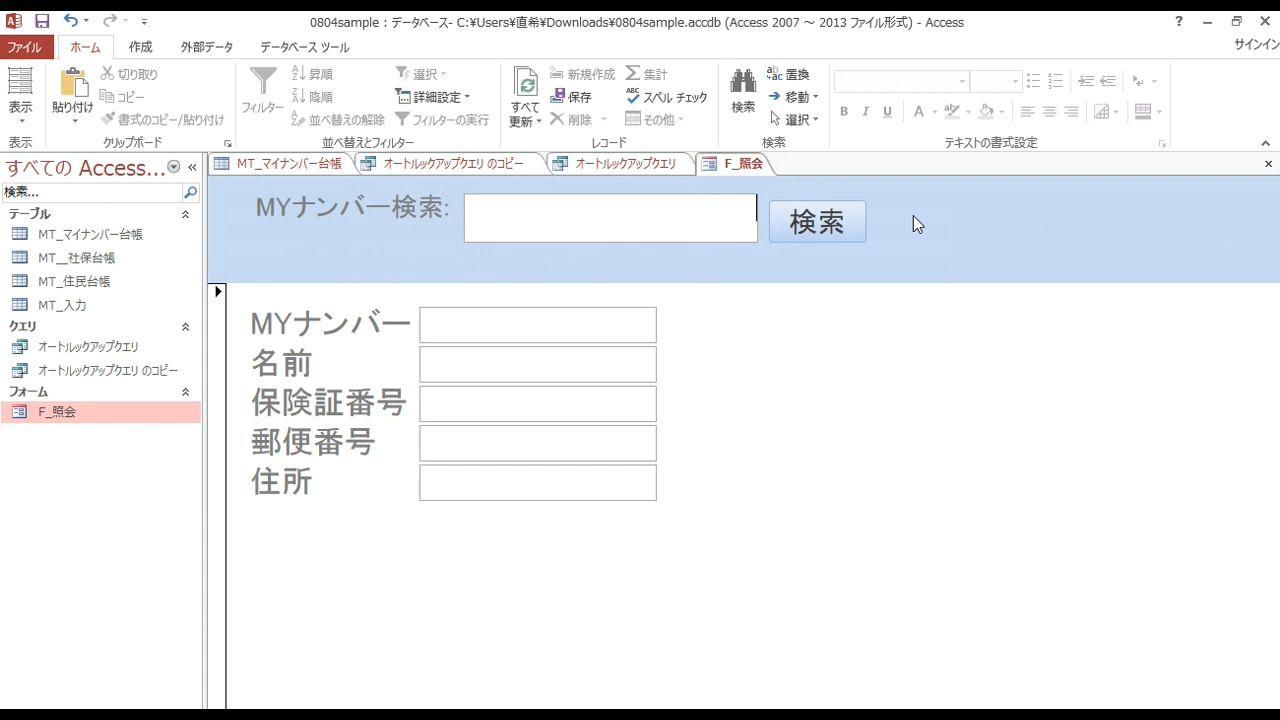 0804sample : データベース- C:¥Users¥直希¥Downloads¥0804sample.accdb (Access 2007 ～ 2013 ファイル形式) - Access
?
ファイル ホーム 作成 外部データ データベース ツール サインイン
表示
表示
貼り付け
切り取り
コピー
書式のコピー/貼り付け
クリップボード
フィルター
昇順
降順
並べ替え解除
選択
詳細設定
フィルターの実行
並べ替えとフィルター
すべて
更新
新規作成
保存
削除
集計
ABC
スペル チェック
その他
レコード
検索
ab
ac
置換
移動
選択
検索
B I U A ab
テキストの書式設定
すべての Access... «
検索...
テーブル
MT_マイナンバー台帳
MT__社保台帳
MT_住民台帳
MT_入力
クエリ
オートルックアップクエリ
オートルックアップクエリ のコピー
フォーム
F_照会
MT_マイナンバー台帳 オートルックアップクエリ のコピー オートルックアップクエリ F_照会
MYナンバー検索: 検索
MYナンバー
名前
保険証番号
郵便番号
住所